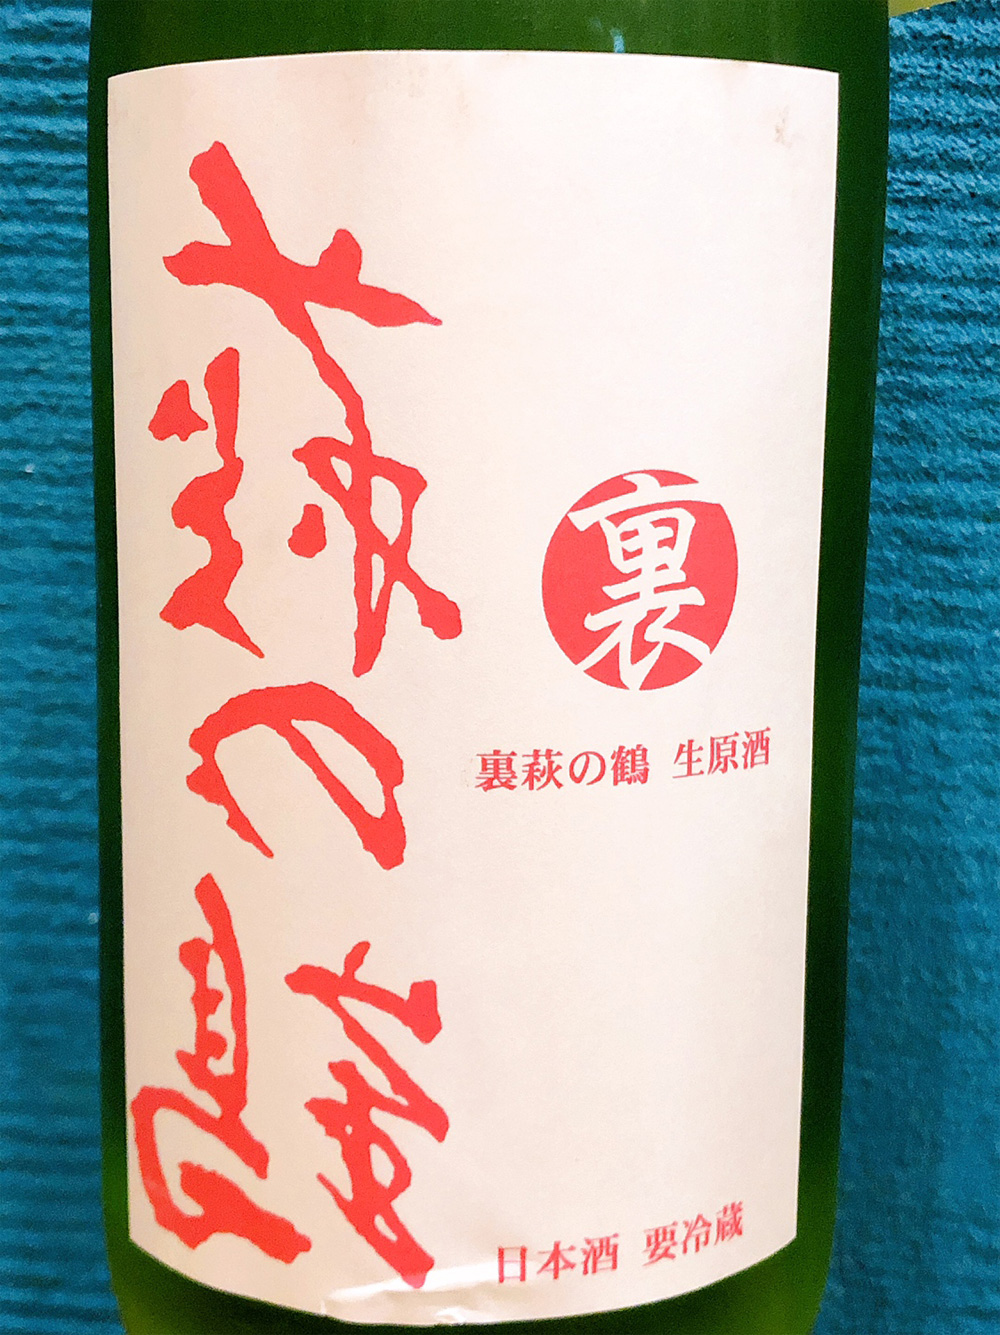 萩の鶴
裏
裏萩の鶴 生原酒
日本酒 要冷蔵